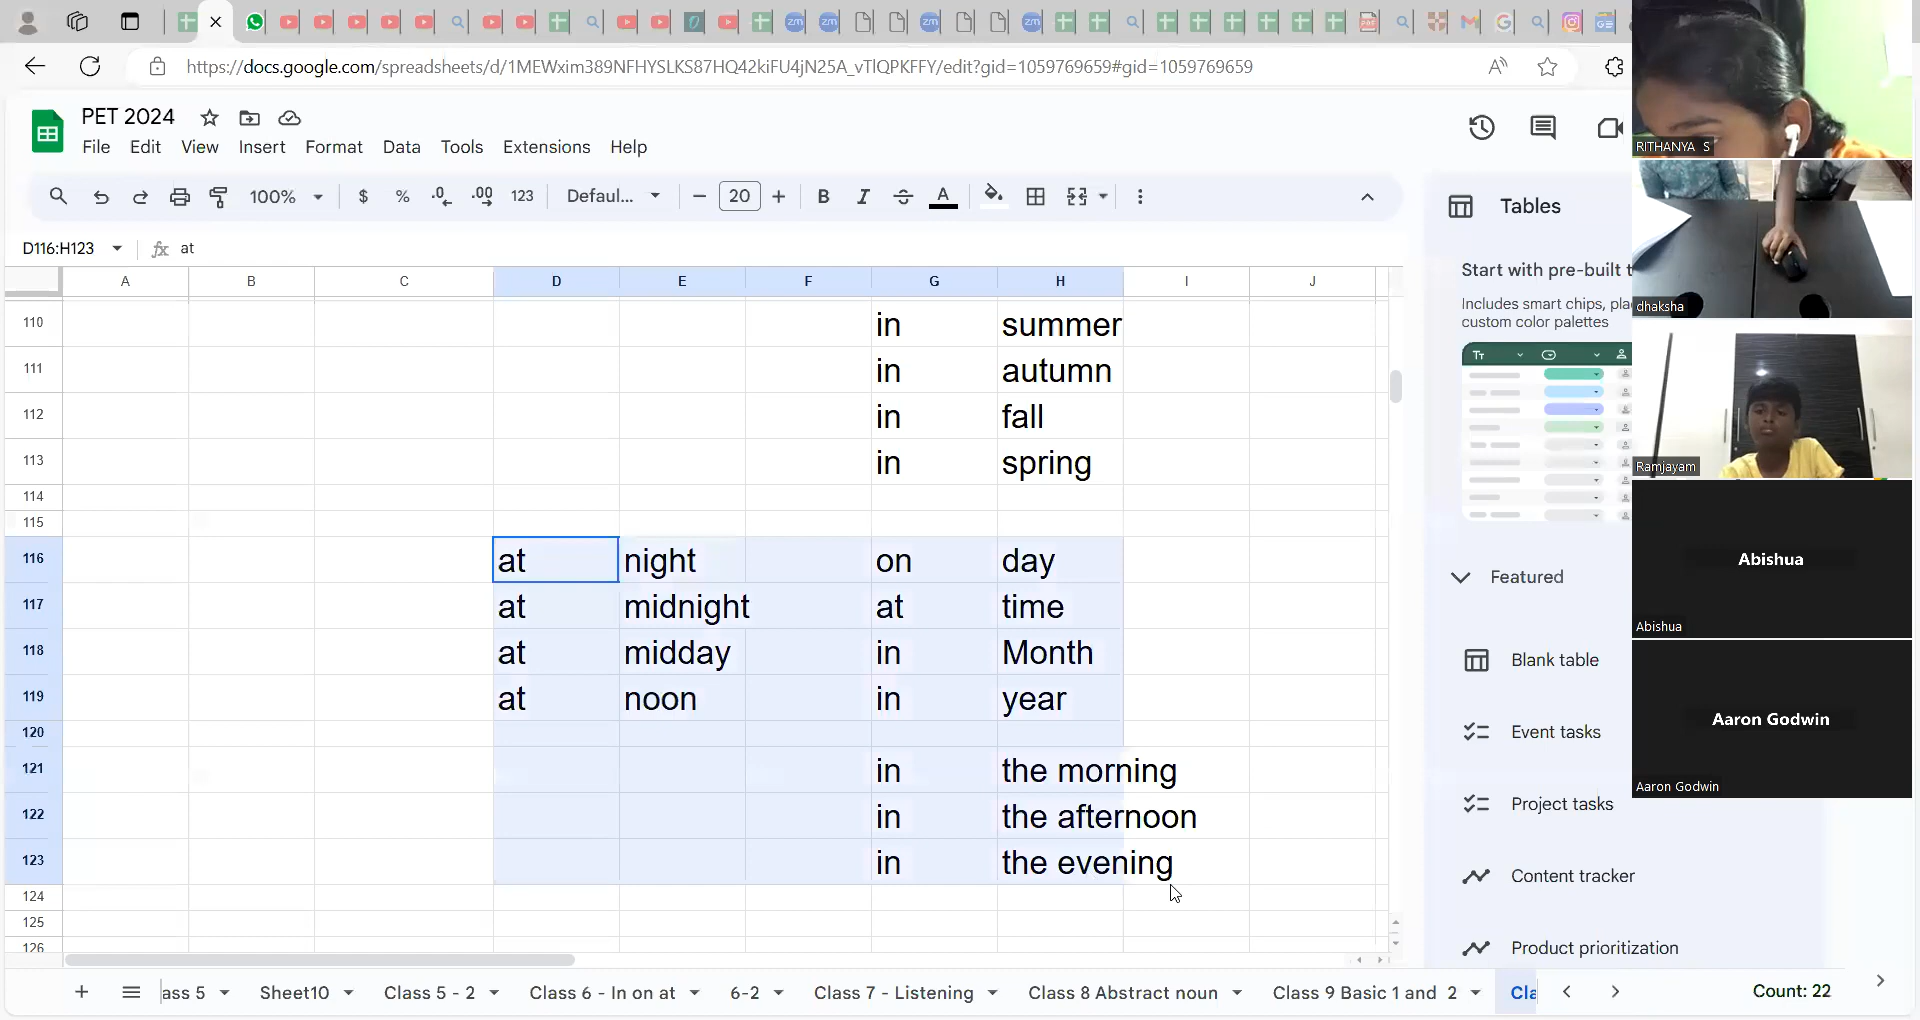 https://docs.google.com/spreadsheets/d/1MEWxim389NFHYSLKS87HQ42kiFU4jN25A_vTlQPKFFY/edit?gid=1059769659#gid=1059769659
PET 2024
File Edit View Insert Format Data Tools Extensions Help
100% $ % .0 .00 123 Defaul... 20 B I A
D116:H123 fx at
A B C D E F G H I J
110 in summer
111 in autumn
112 in fall
113 in spring
114
115
116 at night on day
117 at midnight at time
118 at midday in Month
119 at noon in year
120
121 in the morning
122 in the afternoon
123 in the evening
124
125
126
Tables
Start with pre-built t
Includes smart chips, pla
custom color palettes
Featured
Blank table
Event tasks
Project tasks
Content tracker
Product prioritization
RITHANYA S
dhaksha
Ramjayam
Abishua
Abishua
Aaron Godwin
Aaron Godwin
ass 5 Sheet10 Class 5 - 2 Class 6 - In on at 6-2 Class 7 - Listening Class 8 Abstract noun Class 9 Basic 1 and 2 Cla Count: 22